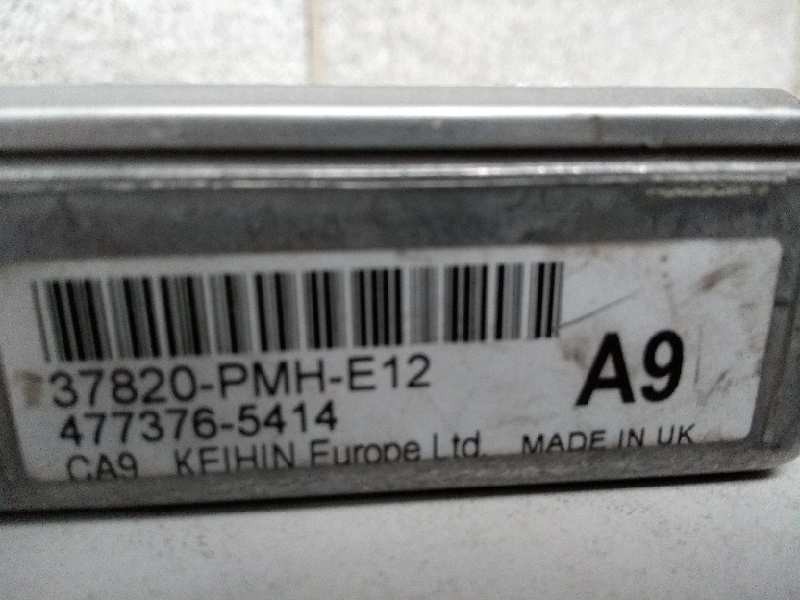 37820-PMH-E12
A9
477376-5414
CA9 KEIHIN Europe Ltd. MADE IN UK